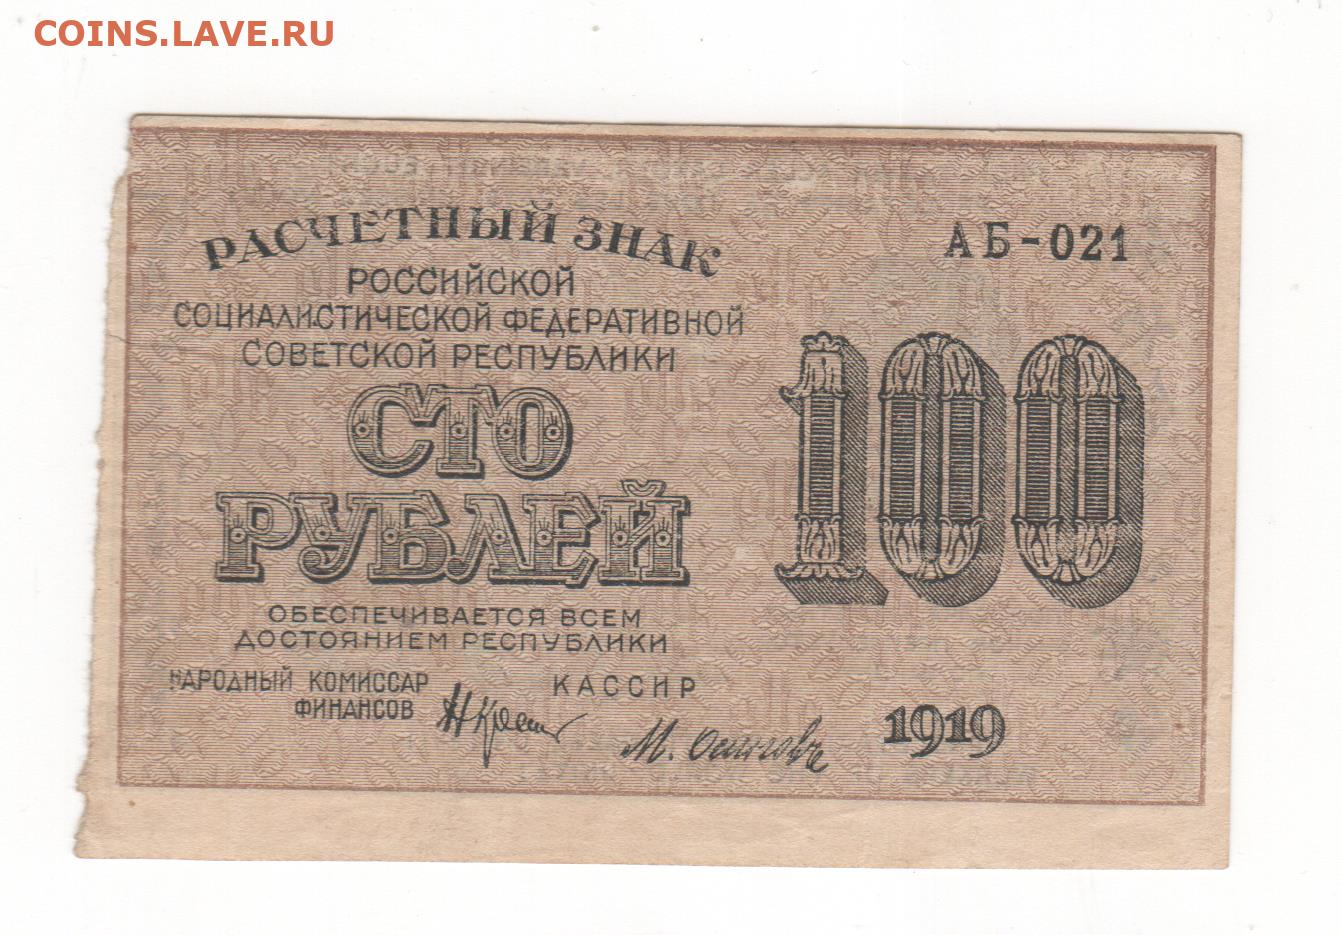 COINS.LAVE.RU
РАСЧЕТНЫЙ ЗНАК
АБ-021
РОССИЙСКОЙ
СОЦИАЛИСТИЧЕСКОЙ ФЕДЕРАТИВНОЙ
СОВЕТСКОЙ РЕСПУБЛИКИ
СТО
РУБЛЕЙ
100
ОБЕСПЕЧИВАЕТСЯ ВСЕМ
ДОСТОЯНИЕМ РЕСПУБЛИКИ
НАРОДНЫЙ КОМИССАР
ФИНАНСОВ
КАССИР
М. Осиповъ
1919